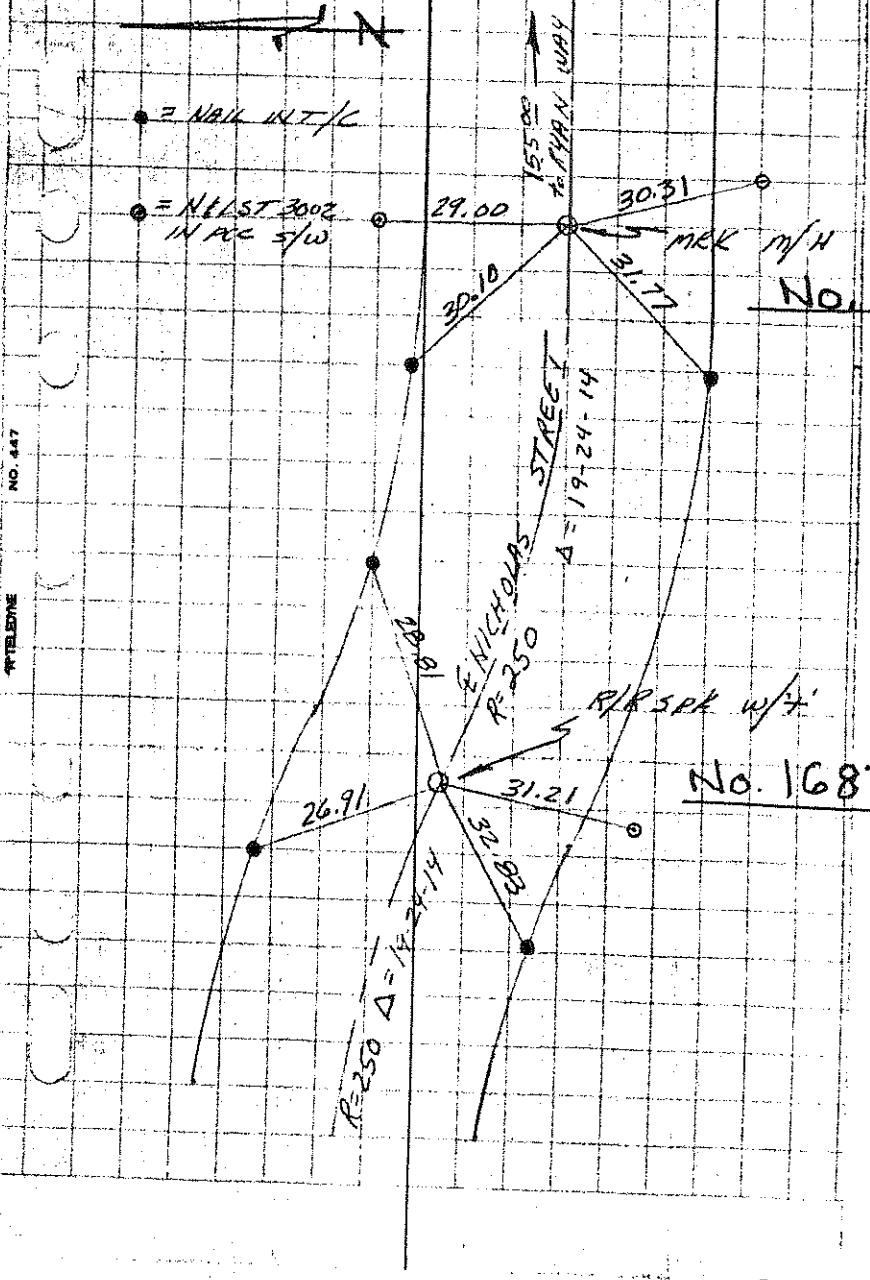 N
= NAIL IN T/C
= N&1ST 3002
IN PCC S/W
155.00
to RYAN WAY
29.00
30.31
MRK M/H
30.10
31.77
No.
℄ NICHOLAS STREET
Δ = 19-24-14
R=250
28.81
R/R SPK W/'+'
26.91
31.21
32.83
No. 168
R=250 Δ=19-24-14
NO. 447
TELEDYNE